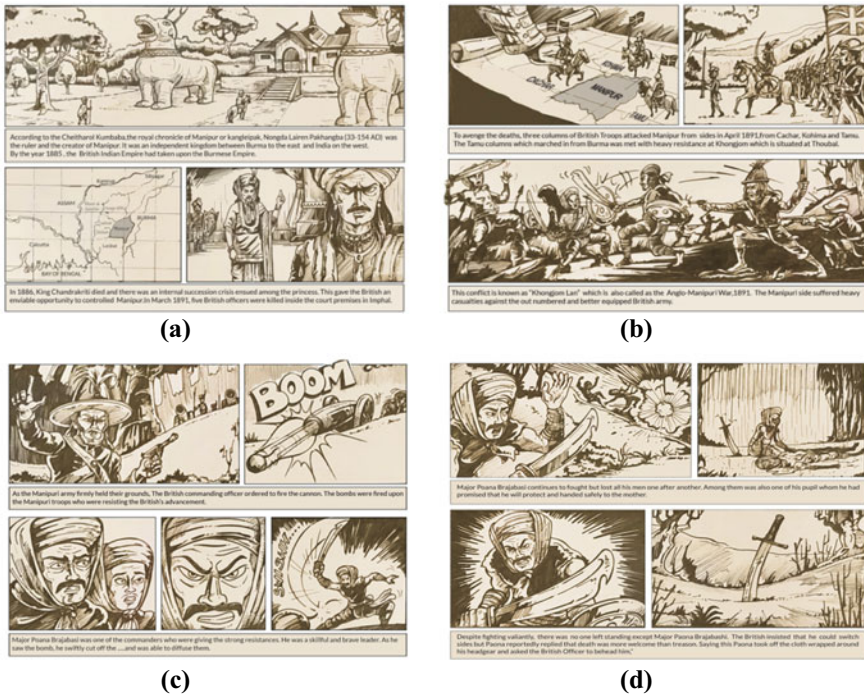 According to the Cheitharol Kumbaba,the royal chronicle of Manipur or kangleipak, Nongda Lairen Pakhangba (33-154 AD) was
the ruler and the creator of Manipur. It was an independent kingdom between Burma to the east and India on the west.
By the year 1885 , the British Indian Empire had taken upon the Burmese Empire.
ASSAM
BURMA
Calcutta
BAY OF BENGAL
In 1886, King Chandrakriti died and there was an internal succession crisis ensued among the princess. This gave the British an
enviable opportunity to controlled Manipur.In March 1891, five British officers were killed inside the court premises in Imphal.
(a)
KOHIMA
CACHAR
MANIPUR
To avenge the deaths, three columns of British Troops attacked Manipur from sides in April 1891,from Cachar, Kohima and Tamu.
The Tamu columns which marched in from Burma was met with heavy resistance at Khongjom which is situated at Thoubal.
This conflict is known as "Khongjom Lan" which is also-called as the Anglo-Manipuri War,1891. The Manipuri side suffered heavy
casualties against the out numbered and better equipped British army.
(b)
BOOM
As the Manipuri army firmly held their grounds, The British commanding officer ordered to fire the cannon. The bombs were fired upon
the Manipuri troops who were resisting the British's advancement.
Major Poana Brajabasi was one of the commanders who were giving the strong resistances. He was a skillful and brave leader. As he
saw the bomb, he swiftly cut off the ....and was able to diffuse them.
(c)
Major Poana Brajabasi continues to fought but lost all his men one after another. Among them was also one of his pupil whom he had
promised that he will protect and handed safely to the mother.
Despite fighting valiantly, there was no one left standing except Major Paona Brajabashi. The British insisted that he could switch
sides but Paona reportedly replied that death was more welcome than treason. Saying this Paona took off the cloth wrapped around
his headgear and asked the British Officer to behead him,"
(d)